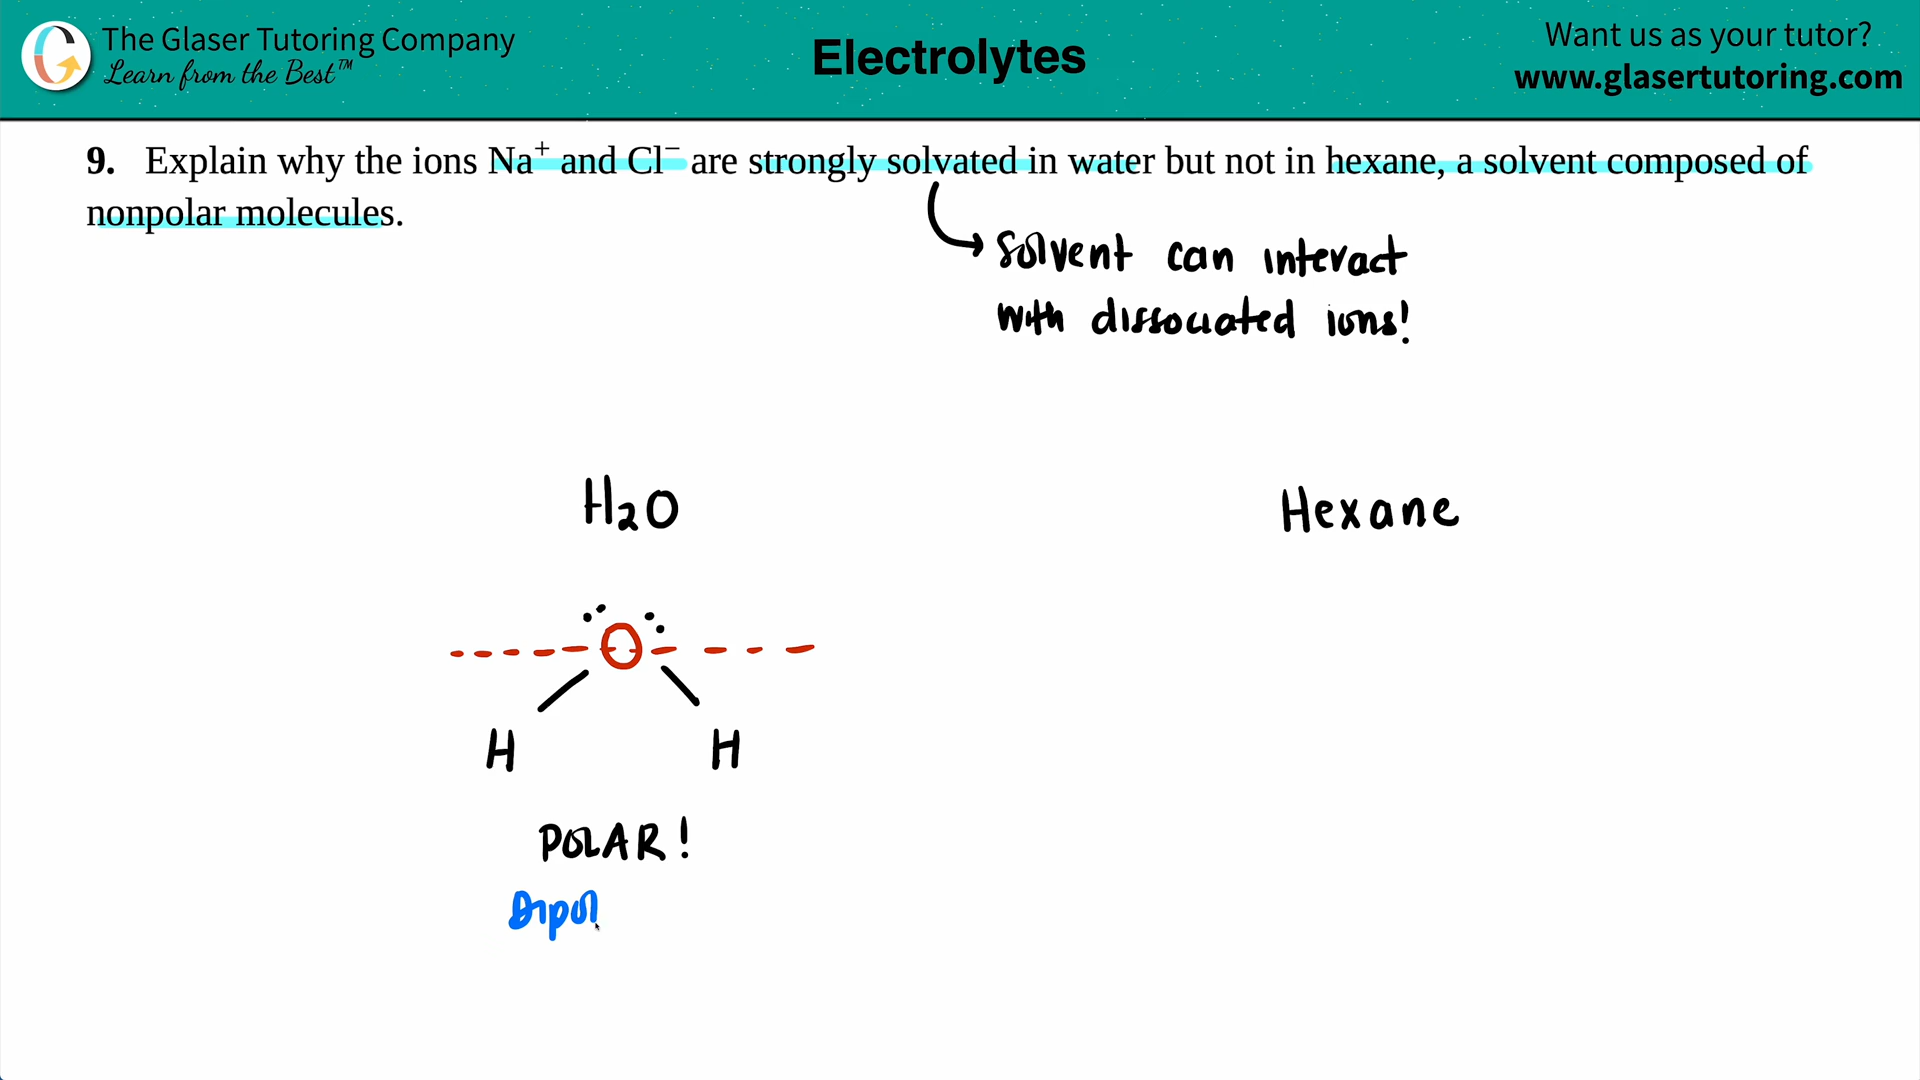 The Glaser Tutoring Company
Learn from the Best™
Electrolytes
Want us as your tutor?
www.glasertutoring.com
9. Explain why the ions Na⁺ and Cl⁻ are strongly solvated in water but not in hexane, a solvent composed of
nonpolar molecules.
Solvent can interact
with dissociated ions!
H₂O
Hexane
O
H H
POLAR!
Dipol